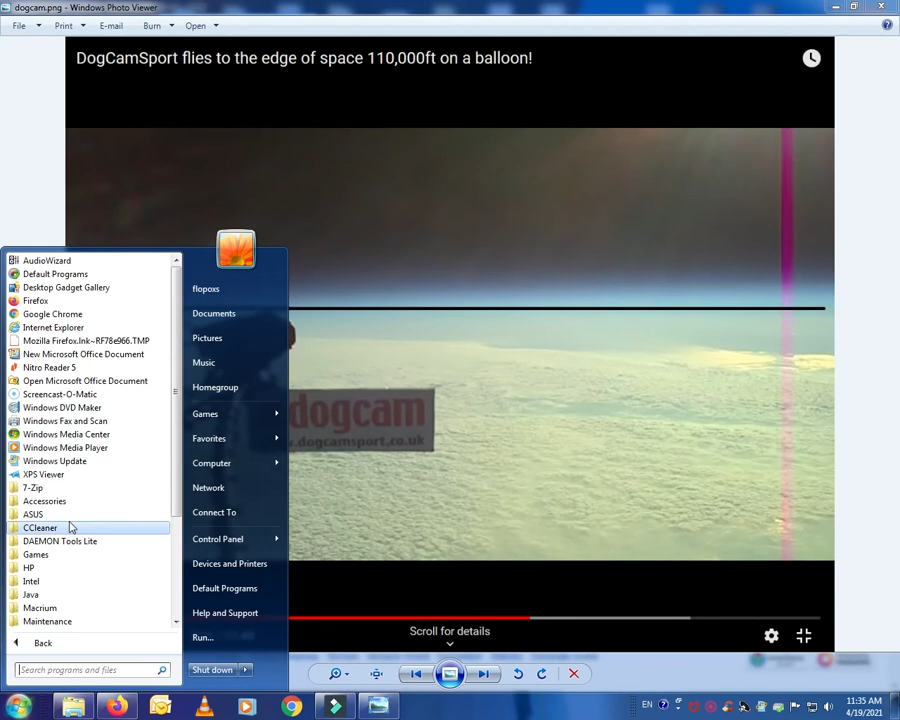 dogcam.png - Windows Photo Viewer
File Print E-mail Burn Open
DogCamSport flies to the edge of space 110,000ft on a balloon!
AudioWizard
Default Programs
Desktop Gadget Gallery
Firefox
Google Chrome
Internet Explorer
Mozilla Firefox.lnk~RF78e966.TMP
New Microsoft Office Document
Nitro Reader 5
Open Microsoft Office Document
Screencast-O-Matic
Windows DVD Maker
Windows Fax and Scan
Windows Media Center
Windows Media Player
Windows Update
XPS Viewer
7-Zip
Accessories
ASUS
CCleaner
DAEMON Tools Lite
Games
HP
Intel
Java
Macrium
Maintenance
Back
Search programs and files
flopoxs
Documents
Pictures
Music
Homegroup
Games
Favorites
Computer
Network
Connect To
Control Panel
Devices and Printers
Default Programs
Help and Support
Run...
Shut down
dogcam
w.dogcamsport.co.uk
Scroll for details
EN
11:35 AM
4/19/2021